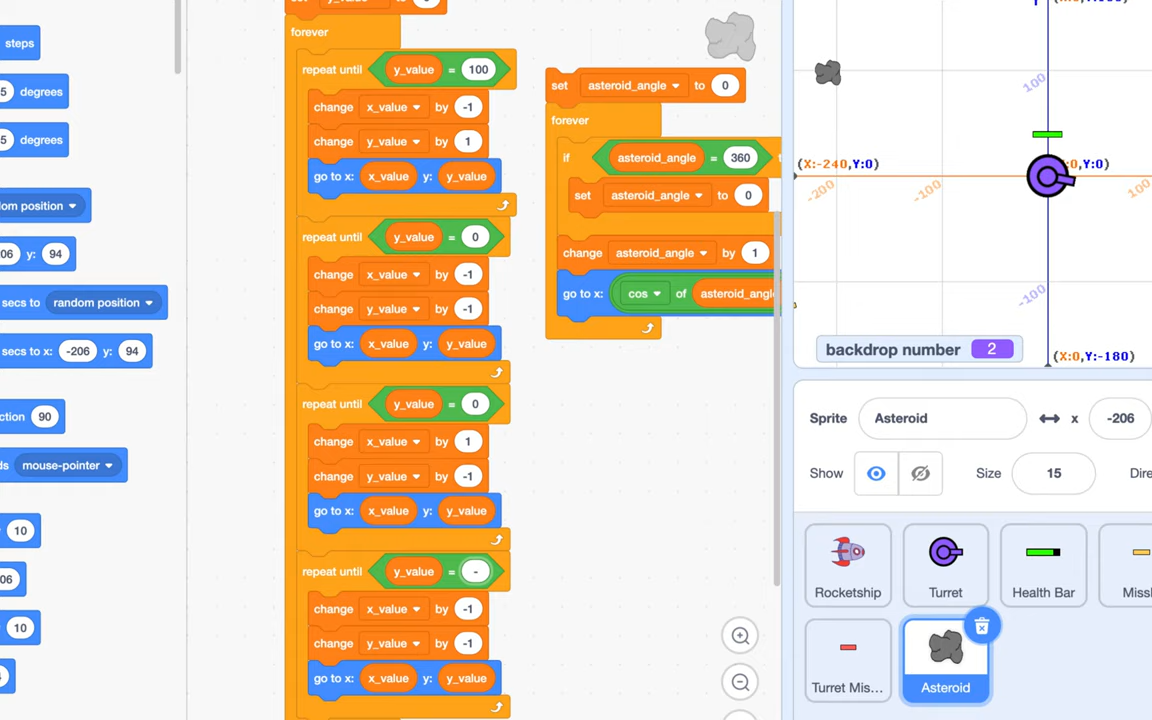 steps
5 degrees
5 degrees
dom position
06 y: 94
secs to random position
secs to x: -206 y: 94
ction 90
ds mouse-pointer
10
06
10
forever
repeat until y_value = 100
change x_value by -1
change y_value by 1
go to x: x_value y: y_value
repeat until y_value = 0
change x_value by -1
change y_value by -1
go to x: x_value y: y_value
repeat until y_value = 0
change x_value by 1
change y_value by -1
go to x: x_value y: y_value
repeat until y_value = -
change x_value by -1
change y_value by -1
go to x: x_value y: y_value
set asteroid_angle to 0
forever
if asteroid_angle = 360 t
set asteroid_angle to 0
change asteroid_angle by 1
go to x: cos of asteroid_angle
100
(X:-240,Y:0)
:0,Y:0)
-200
-100
100
-100
(X:0,Y:-180)
backdrop number 2
Sprite Asteroid x -206
Show Size 15 Dire
Rocketship
Turret
Health Bar
Missl
Turret Mis...
Asteroid